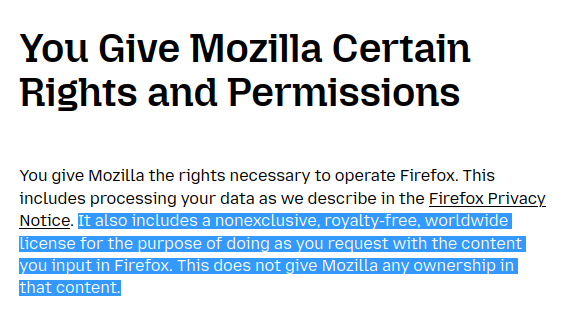 You Give Mozilla Certain
Rights and Permissions
You give Mozilla the rights necessary to operate Firefox. This
includes processing your data as we describe in the Firefox Privacy
Notice. It also includes a nonexclusive, royalty-free, worldwide
license for the purpose of doing as you request with the content
you input in Firefox. This does not give Mozilla any ownership in
that content.